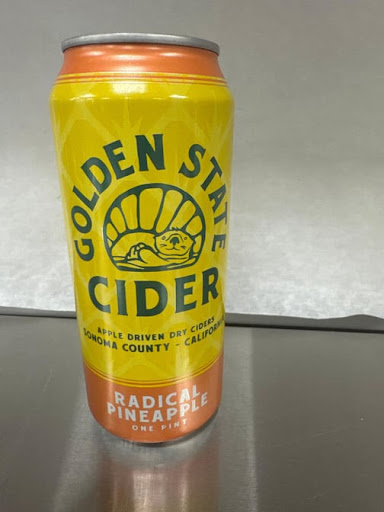 GOLDEN STATE
CIDER
APPLE DRIVEN DRY CIDERS
SONOMA COUNTY - CALIFORNIA
RADICAL
PINEAPPLE
ONE PINT